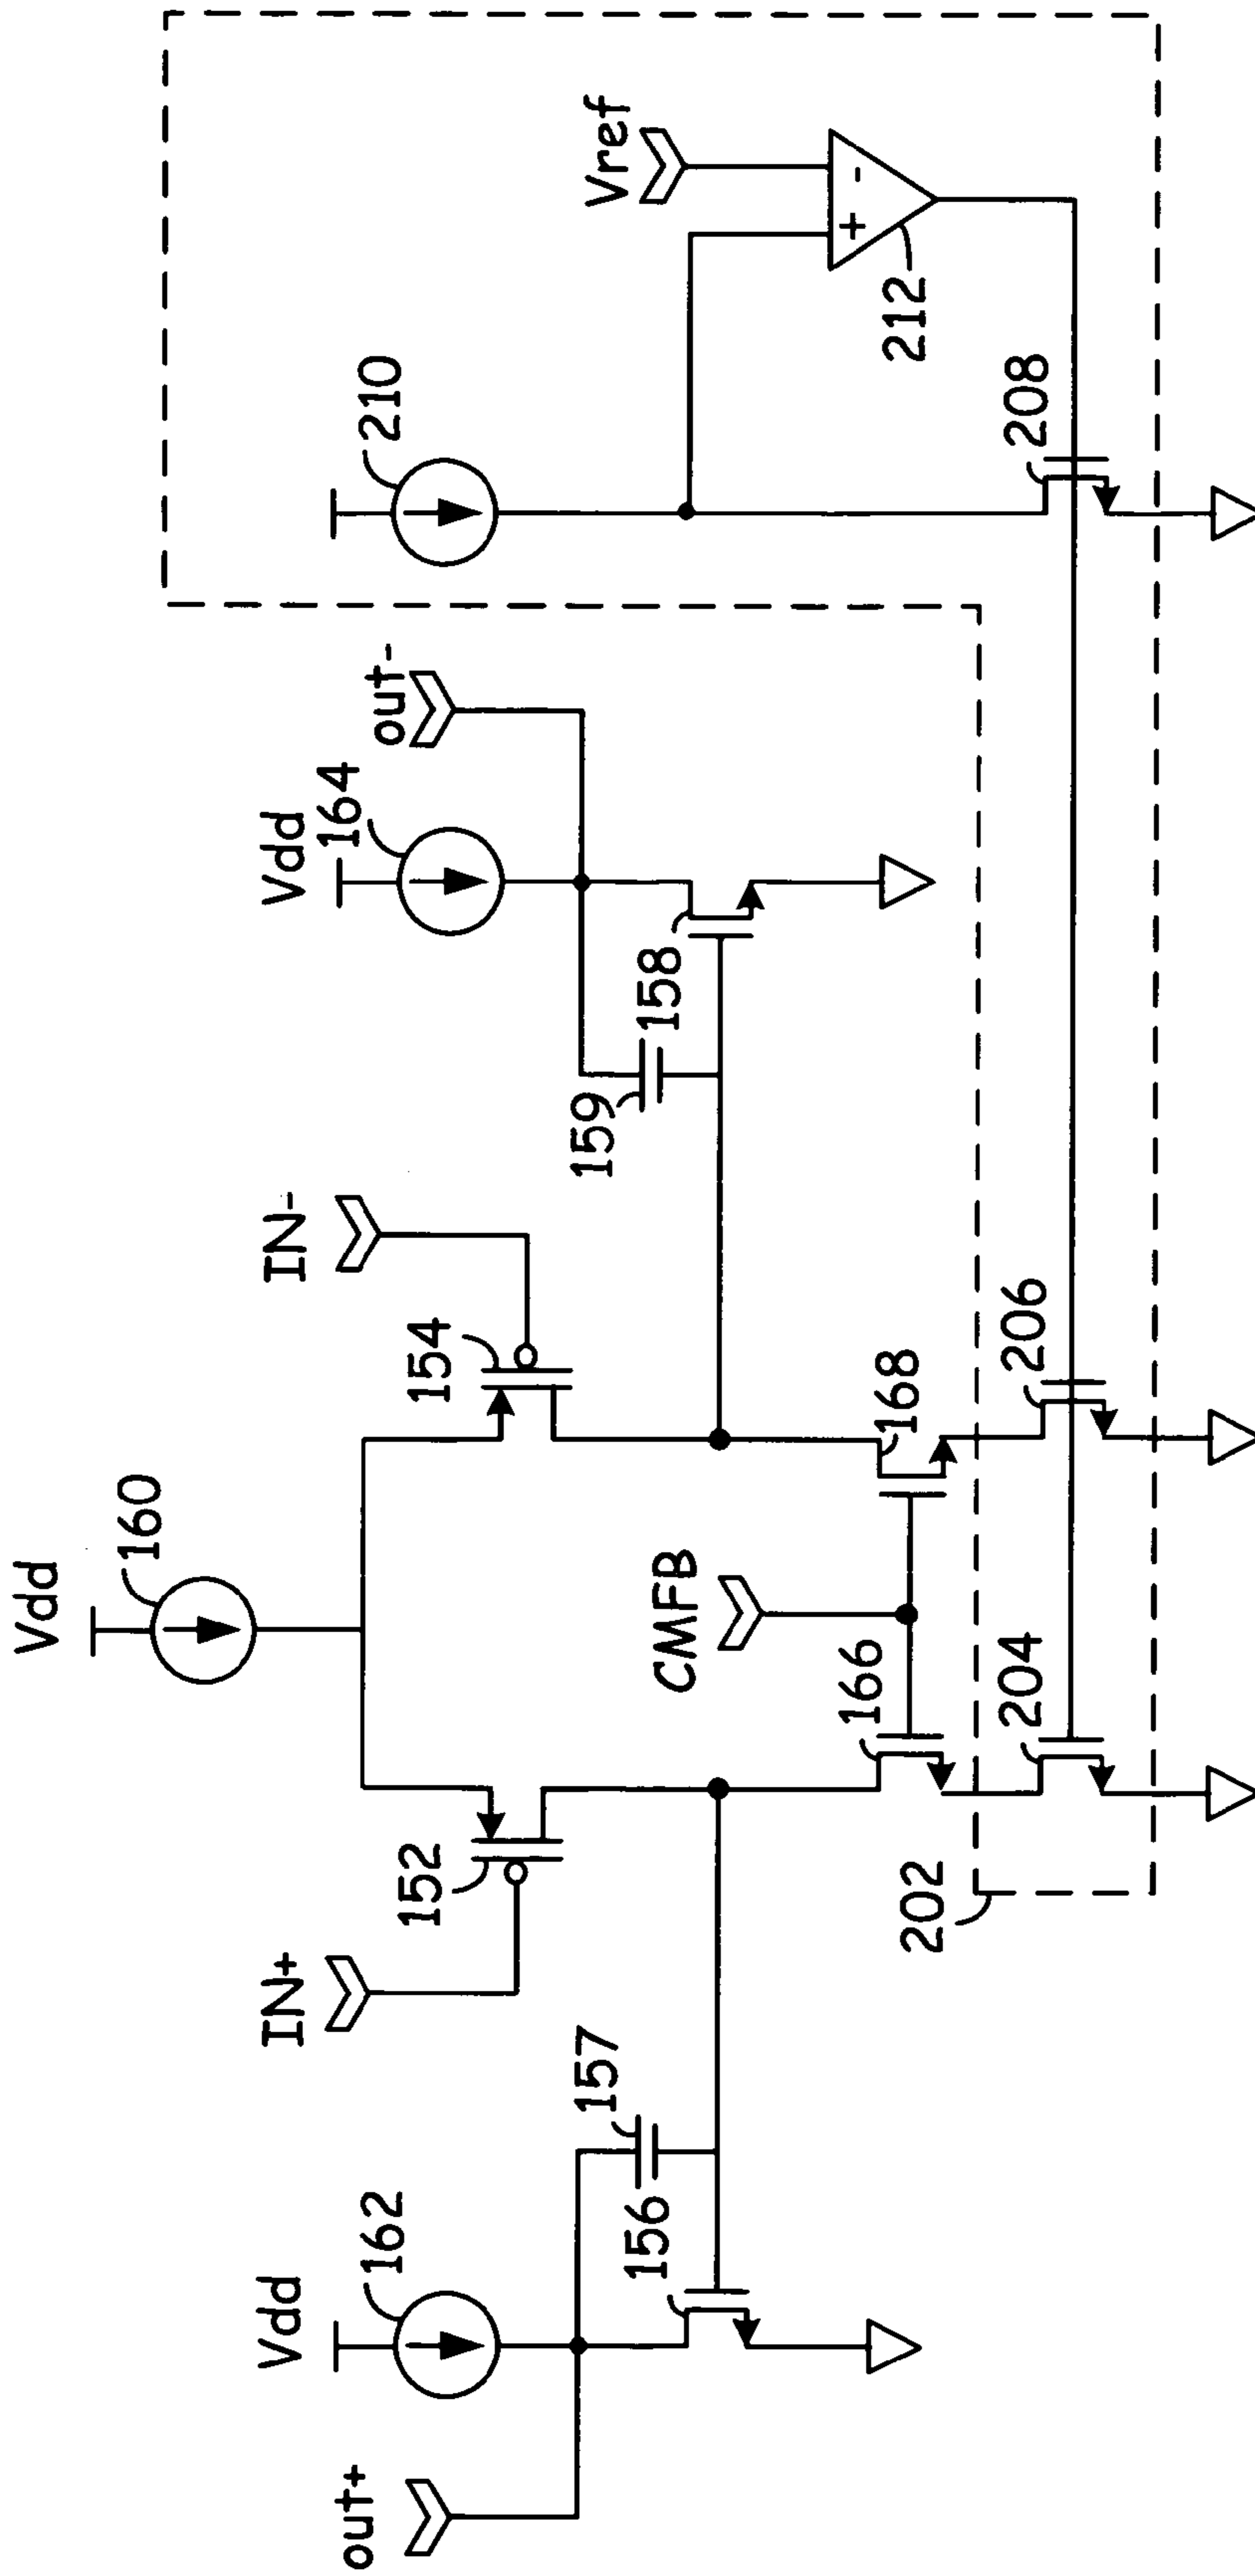 Vdd
160
Vdd
162
IN+
IN-
Vdd
164
210
out+
out-
Vref
157
152
154
159
156
158
CMFB
+
-
212
166
168
202
204
206
208